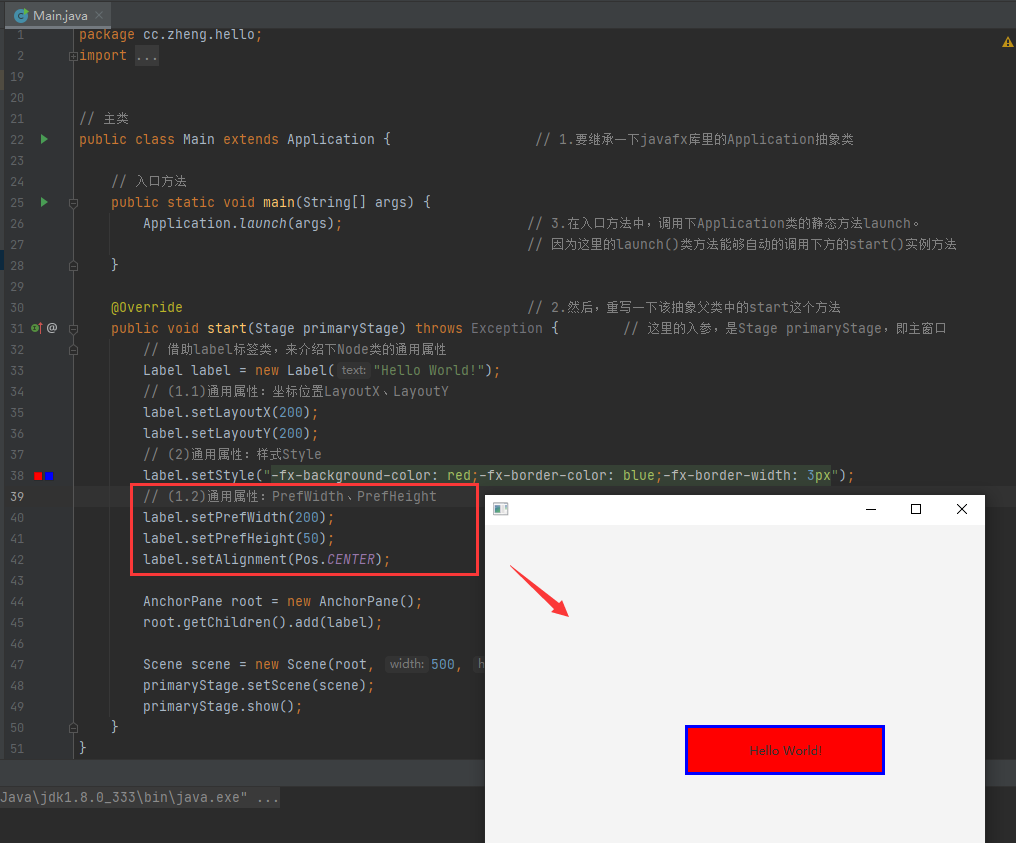 Main.java
1 package cc.zheng.hello;
2 import ...
19
20
21 // 主类
22 public class Main extends Application { // 1.要继承一下javafx库里的Application抽象类
23
24 // 入口方法
25 public static void main(String[] args) {
26 Application.launch(args); // 3.在入口方法中，调用下Application类的静态方法launch。
27 // 因为这里的launch()类方法能够自动的调用下方的start()实例方法
28 }
29
30 @Override // 2.然后，重写一下该抽象父类中的start这个方法
31 @ public void start(Stage primaryStage) throws Exception { // 这里的入参，是Stage primaryStage，即主窗口
32 // 借助label标签类，来介绍下Node类的通用属性
33 Label label = new Label( text: "Hello World!");
34 // (1.1)通用属性：坐标位置LayoutX、LayoutY
35 label.setLayoutX(200);
36 label.setLayoutY(200);
37 // (2)通用属性：样式Style
38 label.setStyle("-fx-background-color: red;-fx-border-color: blue;-fx-border-width: 3px");
39 // (1.2)通用属性：PrefWidth、PrefHeight
40 label.setPrefWidth(200);
41 label.setPrefHeight(50);
42 label.setAlignment(Pos.CENTER);
43
44 AnchorPane root = new AnchorPane();
45 root.getChildren().add(label);
46
47 Scene scene = new Scene(root, width: 500, h
48 primaryStage.setScene(scene);
49 primaryStage.show();
50 }
51 }
Hello World!
Java\jdk1.8.0_333\bin\java.exe" ...